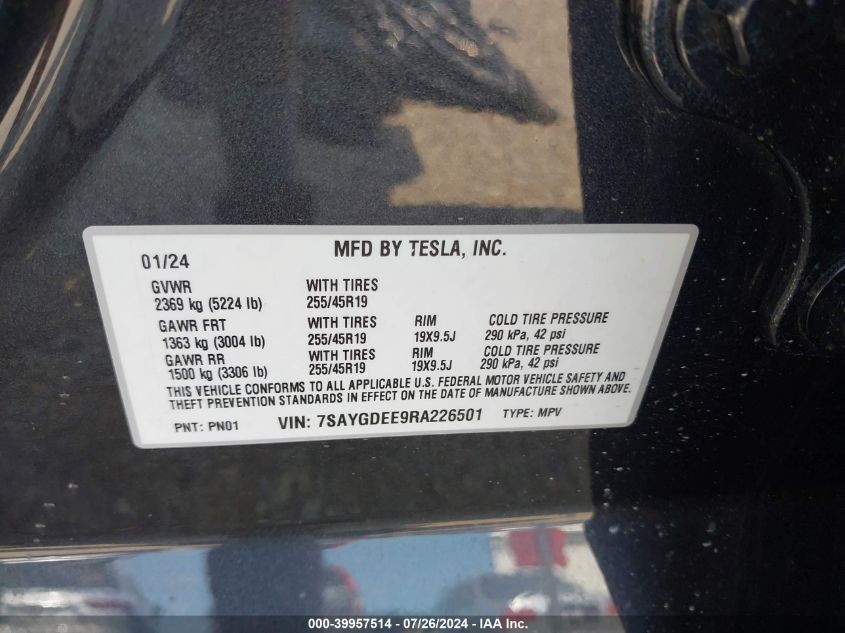 MFD BY TESLA, INC.
01/24
GVWR WITH TIRES
2369 kg (5224 lb) 255/45R19
GAWR FRT WITH TIRES RIM COLD TIRE PRESSURE
1363 kg (3004 lb) 255/45R19 19X9.5J 290 kPa, 42 psi
GAWR RR WITH TIRES RIM COLD TIRE PRESSURE
1500 kg (3306 lb) 255/45R19 19X9.5J 290 kPa, 42 psi
THIS VEHICLE CONFORMS TO ALL APPLICABLE U.S. FEDERAL MOTOR VEHICLE SAFETY AND
THEFT PREVENTION STANDARDS IN EFFECT ON THE DATE OF MANUFACTURE SHOWN ABOVE.
PNT: PN01 VIN: 7SAYGDEE9RA226501 TYPE: MPV
000-39957514 / 07/26/2024 - IAA Inc.